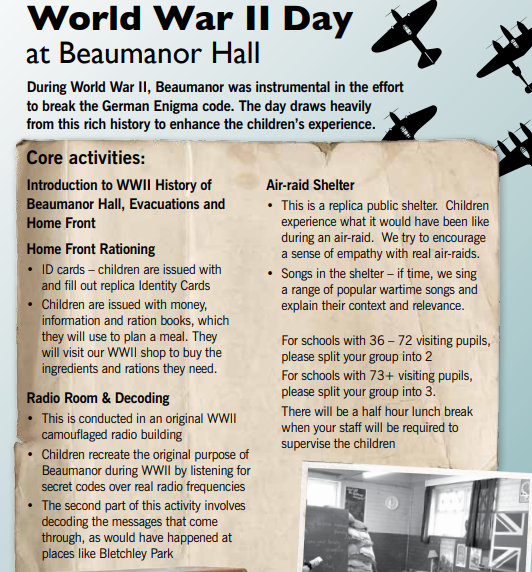 World War II Day
at Beaumanor Hall
During World War II, Beaumanor was instrumental in the effort
to break the German Enigma code. The day draws heavily
from this rich history to enhance the children's experience.
Core activities:
Introduction to WWII History of
Beaumanor Hall, Evacuations and
Home Front
Home Front Rationing
• ID cards – children are issued with
and fill out replica Identity Cards
• Children are issued with money,
information and ration books, which
they will use to plan a meal. They
will visit our WWII shop to buy the
ingredients and rations they need.
Radio Room & Decoding
• This is conducted in an original WWII
camouflaged radio building
• Children recreate the original purpose of
Beaumanor during WWII by listening for
secret codes over real radio frequencies
• The second part of this activity involves
decoding the messages that come
through, as would have happened at
places like Bletchley Park
Air-raid Shelter
• This is a replica public shelter. Children
experience what it would have been like
during an air-raid. We try to encourage
a sense of empathy with real air-raids.
• Songs in the shelter – if time, we sing
a range of popular wartime songs and
explain their context and relevance.
For schools with 36 – 72 visiting pupils,
please split your group into 2
For schools with 73+ visiting pupils,
please split your group into 3.
There will be a half hour lunch break
when your staff will be required to
supervise the children